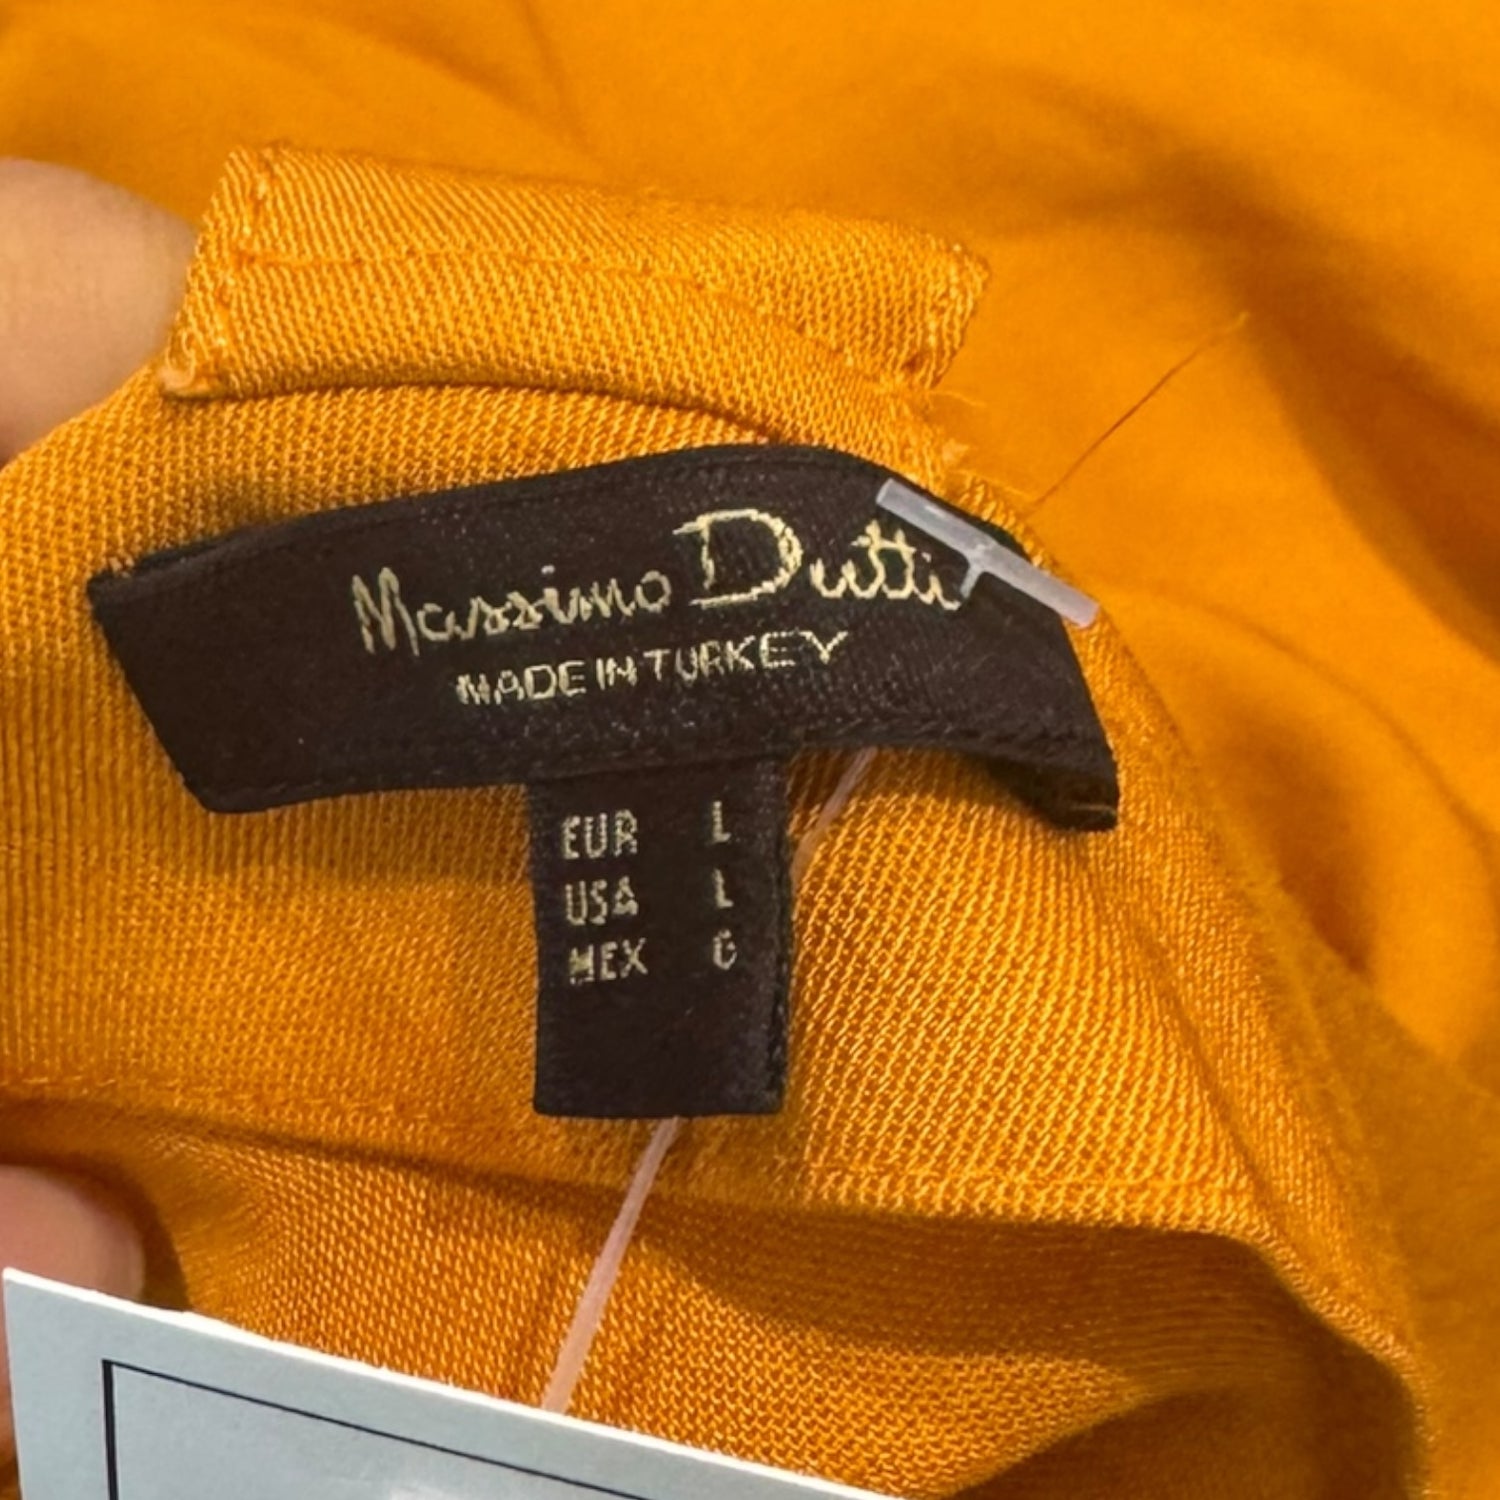 Massimo Dutti
MADE IN TURKEY
EUR L
USA L
MEX G